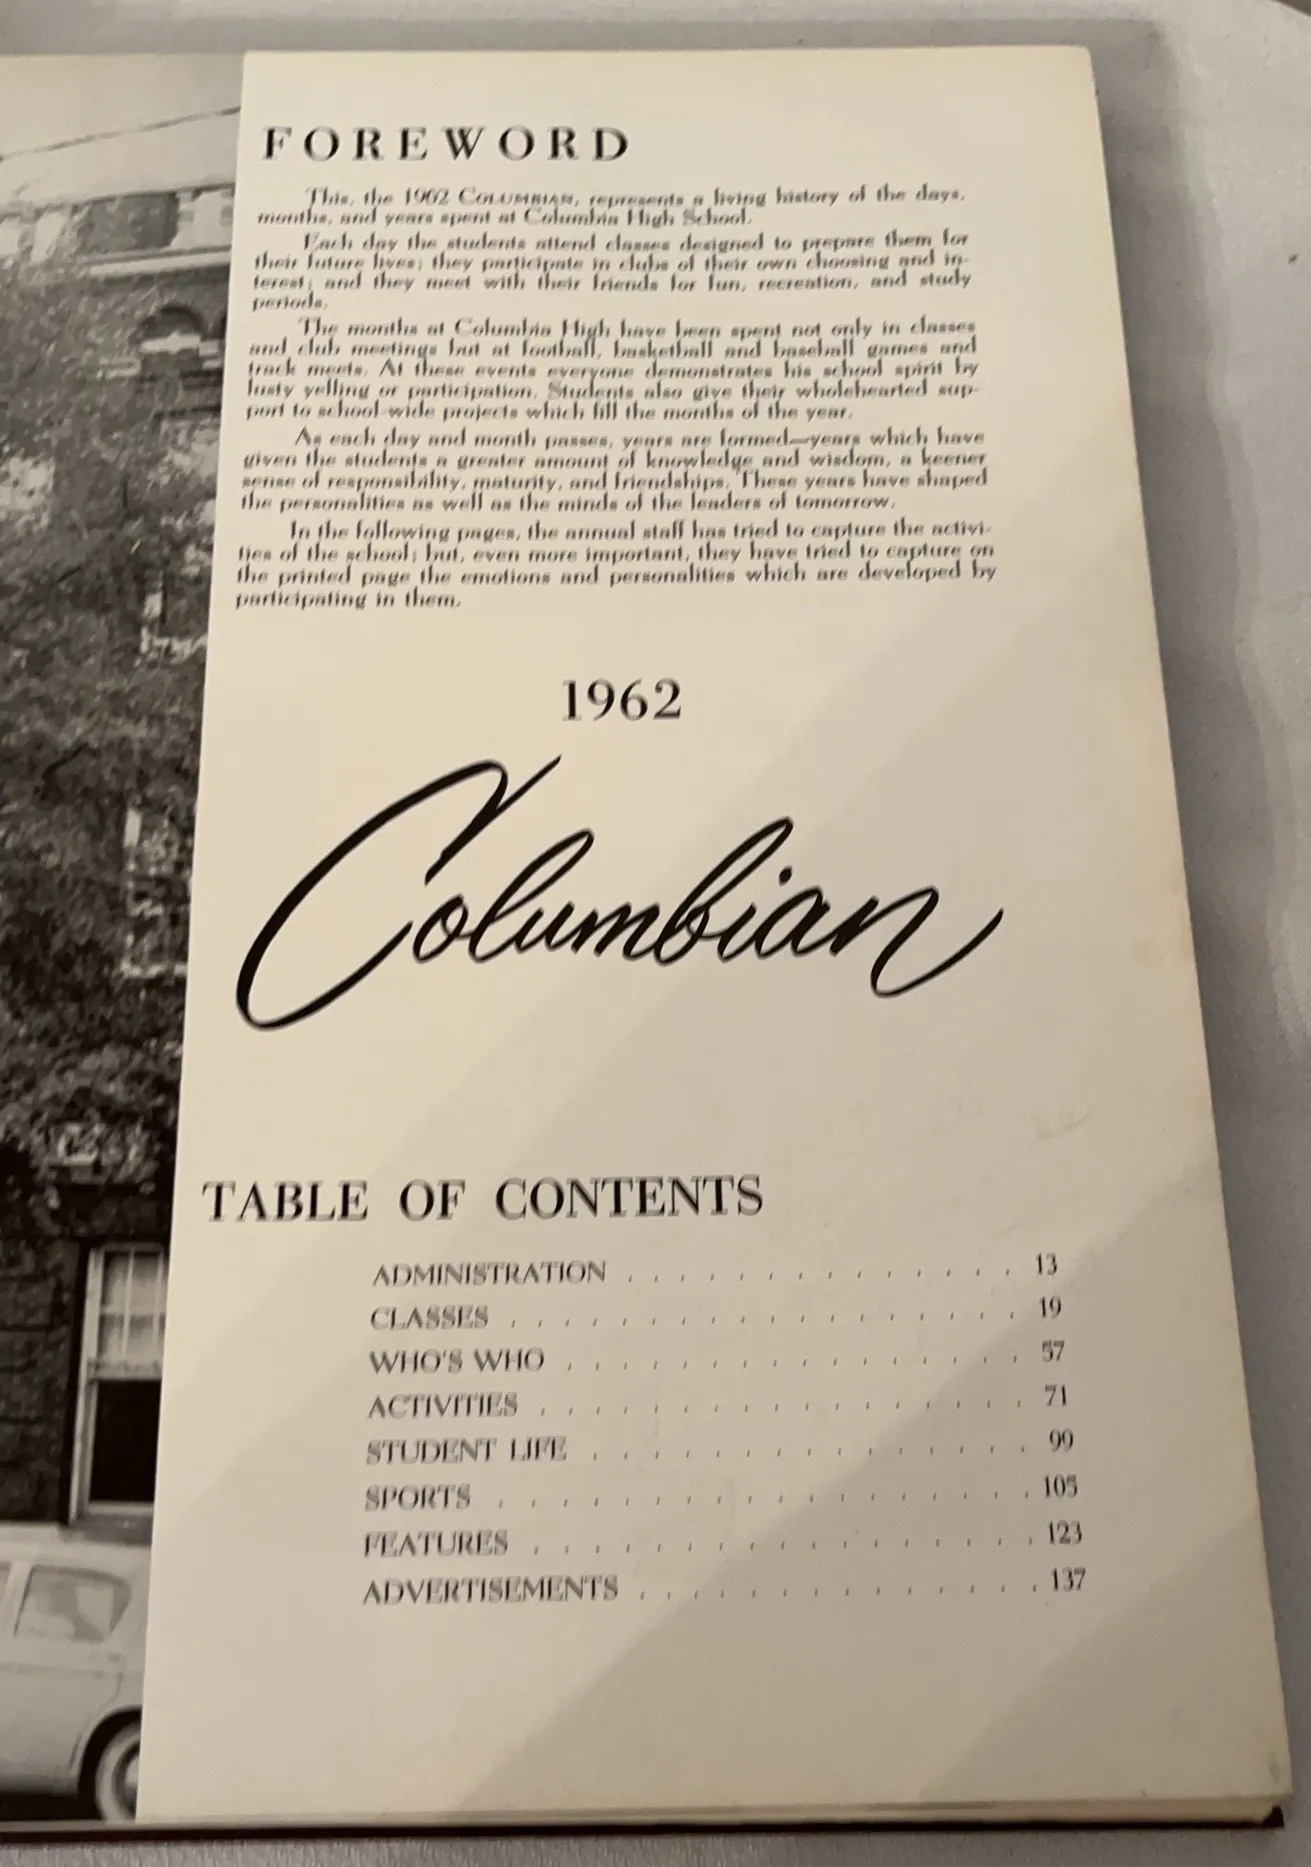 FOREWORD
This, the 1962 COLUMBIAN, represents a living history of the days,
months, and years spent at Columbia High School.
Each day the students attend classes designed to prepare them for
their future lives; they participate in clubs of their own choosing and in-
terest; and they meet with their friends for fun, recreation, and study
periods.
The months at Columbia High have been spent not only in classes
and club meetings but at football, basketball and baseball games and
track meets. At these events everyone demonstrates his school spirit by
lusty yelling or participation. Students also give their wholehearted sup-
port to school-wide projects which fill the months of the year.
As each day and month passes, years are formed—years which have
given the students a greater amount of knowledge and wisdom, a keener
sense of responsibility, maturity, and friendships. These years have shaped
the personalities as well as the minds of the leaders of tomorrow.
In the following pages, the annual staff has tried to capture the activi-
ties of the school; but, even more important, they have tried to capture on
the printed page the emotions and personalities which are developed by
participating in them.
1962
Columbian
TABLE OF CONTENTS
ADMINISTRATION . . . . . . . . . . . . . . . 13
CLASSES . . . . . . . . . . . . . . . . . . . 19
WHO'S WHO . . . . . . . . . . . . . . . . . 57
ACTIVITIES . . . . . . . . . . . . . . . . . . 71
STUDENT LIFE . . . . . . . . . . . . . . . . 99
SPORTS . . . . . . . . . . . . . . . . . . . 105
FEATURES . . . . . . . . . . . . . . . . . . 123
ADVERTISEMENTS . . . . . . . . . . . . . . 137